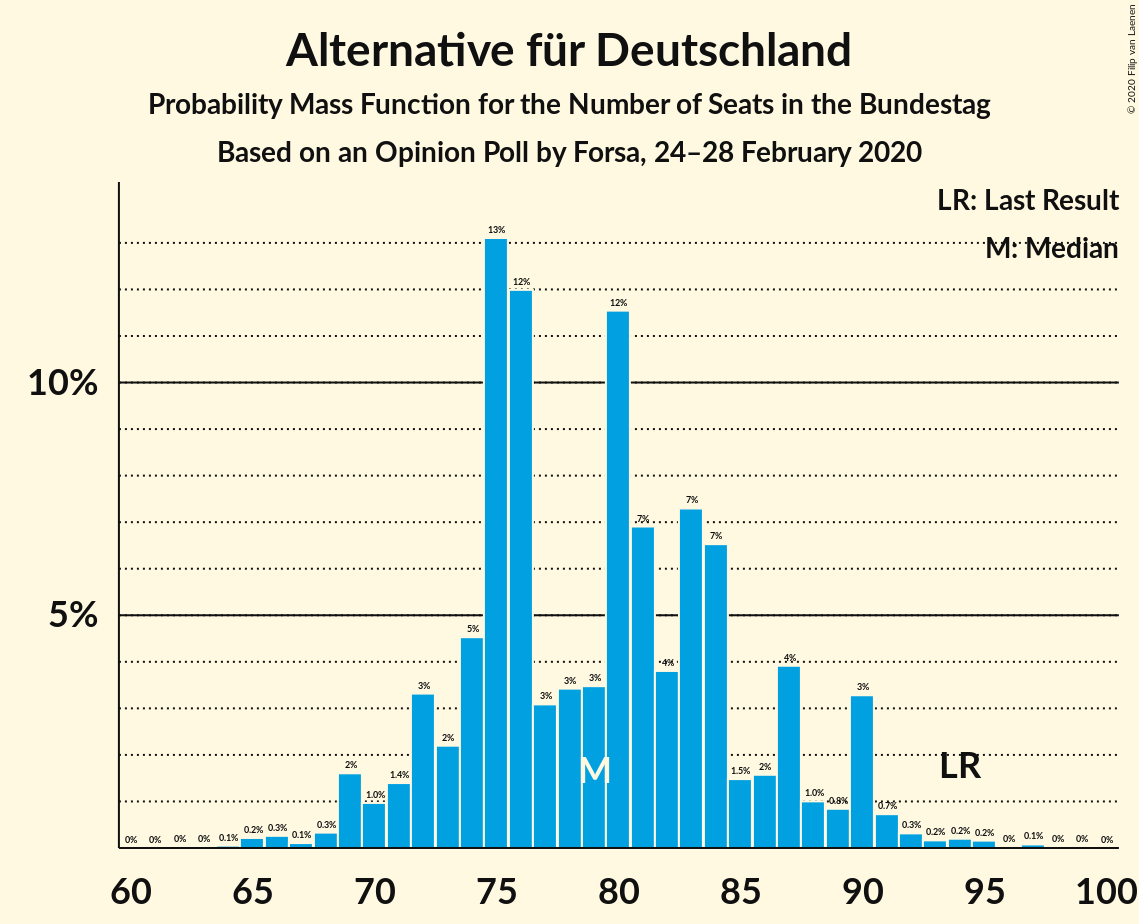 Alternative für Deutschland
Probability Mass Function for the Number of Seats in the Bundestag
Based on an Opinion Poll by Forsa, 24–28 February 2020
© 2020 Filip van Laenen
LR: Last Result
M: Median
10%
5%
0% 0% 0% 0% 0.1% 0.2% 0.3% 0.1% 0.3% 2% 1.0% 1.4% 3% 2% 5% 13% 12% 3% 3% 3% 12% 7% 4% 7% 7% 1.5% 2% 4% 1.0% 0.8% 3% 0.7% 0.3% 0.2% 0.2% 0.2% 0% 0.1% 0% 0% 0%
M
LR
60 65 70 75 80 85 90 95 100